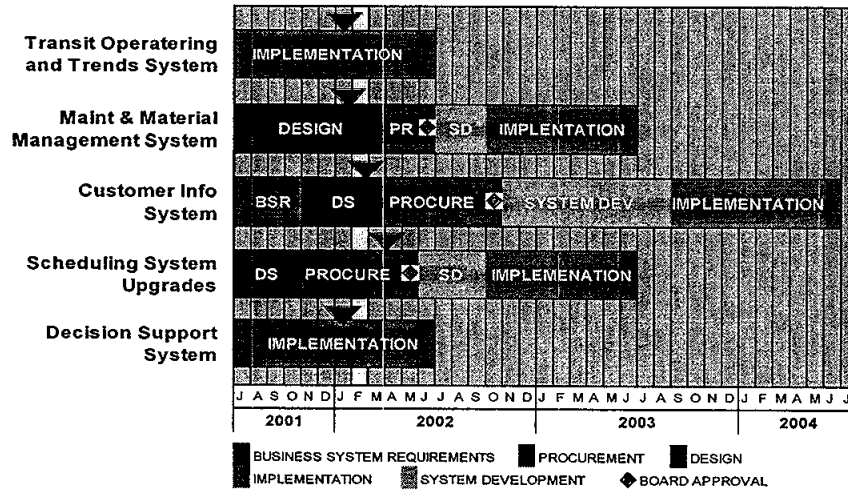 Transit Operatering
and Trends System
IMPLEMENTATION
Maint & Material
Management System
DESIGN PR SD IMPLENTATION
Customer Info
System
BSR DS PROCURE SYSTEM DEV IMPLEMENTATION
Scheduling System
Upgrades
DS PROCURE SD IMPLEMENATION
Decision Support
System
IMPLEMENTATION
J A S O N D J F M A M J J A S O N D J F M A M J J A S O N D J F M A M J J
2001 2002 2003 2004
BUSINESS SYSTEM REQUIREMENTS PROCUREMENT DESIGN
IMPLEMENTATION SYSTEM DEVELOPMENT BOARD APPROVAL